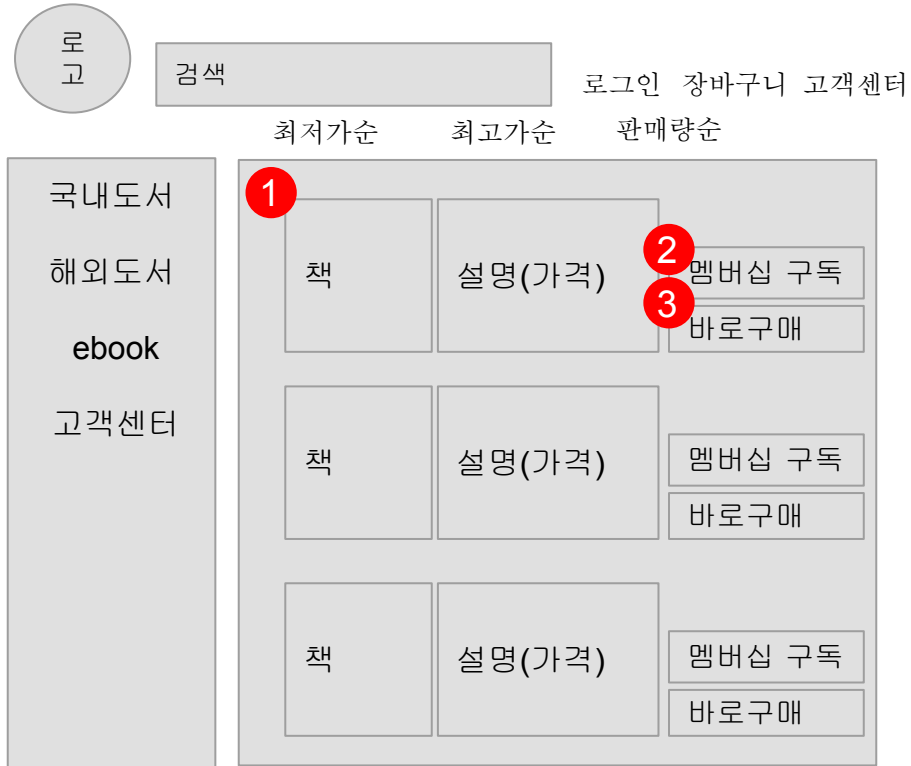 로
고
검색
로그인 장바구니 고객센터
최저가순 최고가순 판매량순
국내도서
해외도서
ebook
고객센터
1
책
설명(가격)
2
멤버십 구독
3
바로구매
책
설명(가격)
멤버십 구독
바로구매
책
설명(가격)
멤버십 구독
바로구매